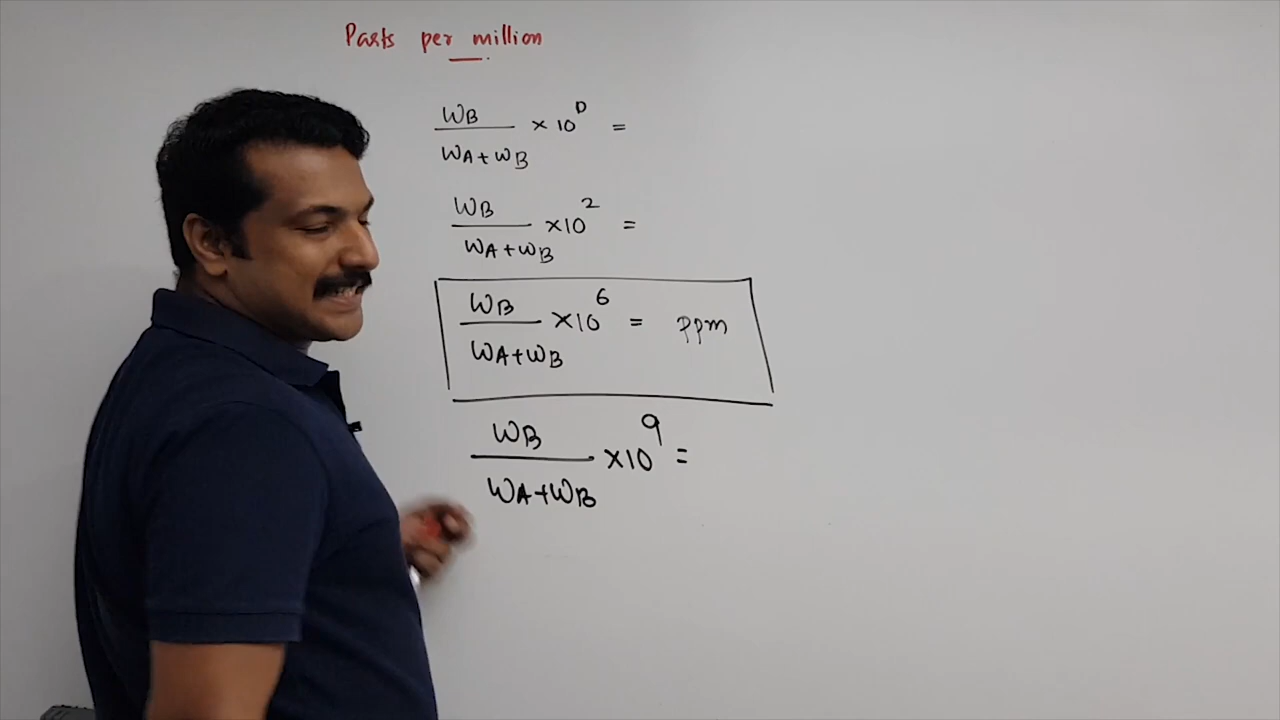 Parts per million
WB
/ WA+WB × 10^0 =
WB
/ WA+WB ×10^2 =
WB
/ WA+WB ×10^6 = ppm
WB
/ WA+WB ×10^9 =